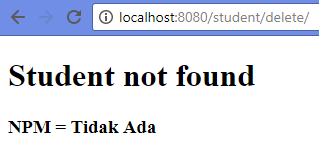 localhost:8080/student/delete/
Student not found
NPM = Tidak Ada